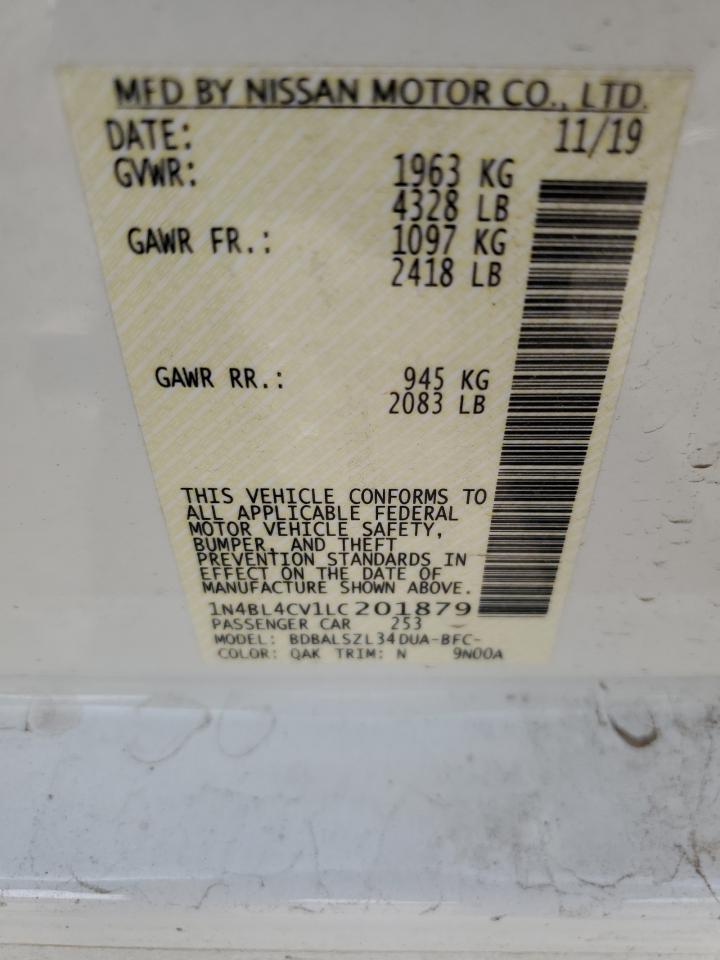 MFD BY NISSAN MOTOR CO., LTD.
DATE: 11/19
GVWR: 1963 KG
4328 LB
GAWR FR.: 1097 KG
2418 LB
GAWR RR.: 945 KG
2083 LB
THIS VEHICLE CONFORMS TO
ALL APPLICABLE FEDERAL
MOTOR VEHICLE SAFETY,
BUMPER, AND THEFT
PREVENTION STANDARDS IN
EFFECT ON THE DATE OF
MANUFACTURE SHOWN ABOVE.
1N4BL4CV1LC201879
PASSENGER CAR 253
MODEL: BDBALSZL34DUA-BFC-
COLOR: QAK TRIM: N 9N00A